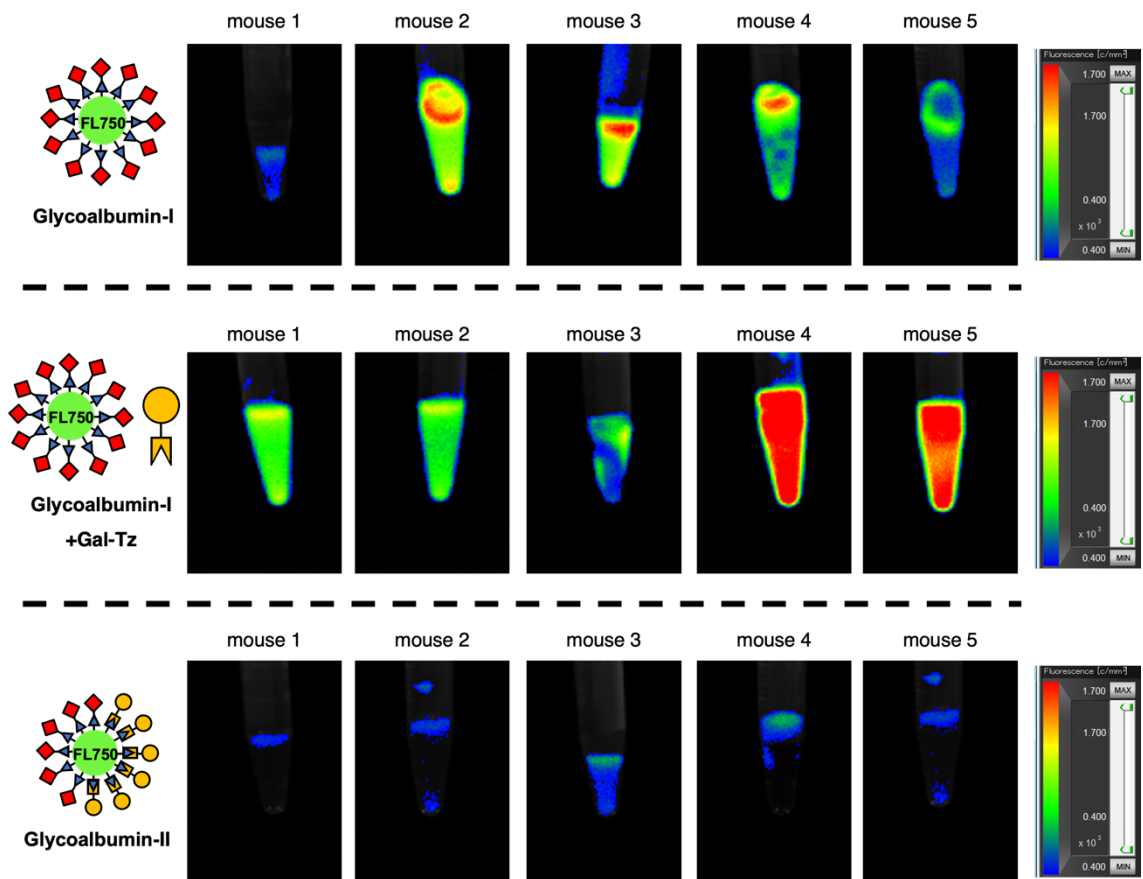 mouse 1 mouse 2 mouse 3 mouse 4 mouse 5
FL750
Glycoalbumin-I
Fluorescence [c/mm²]
1.700 MAX
1.700
0.400
x 10³
0.400 MIN
mouse 1 mouse 2 mouse 3 mouse 4 mouse 5
FL750
Glycoalbumin-I
+Gal-Tz
Fluorescence [c/mm²]
1.700 MAX
1.700
0.400
x 10³
0.400 MIN
mouse 1 mouse 2 mouse 3 mouse 4 mouse 5
FL750
Glycoalbumin-II
Fluorescence [c/mm²]
1.700 MAX
1.700
0.400
x 10³
0.400 MIN